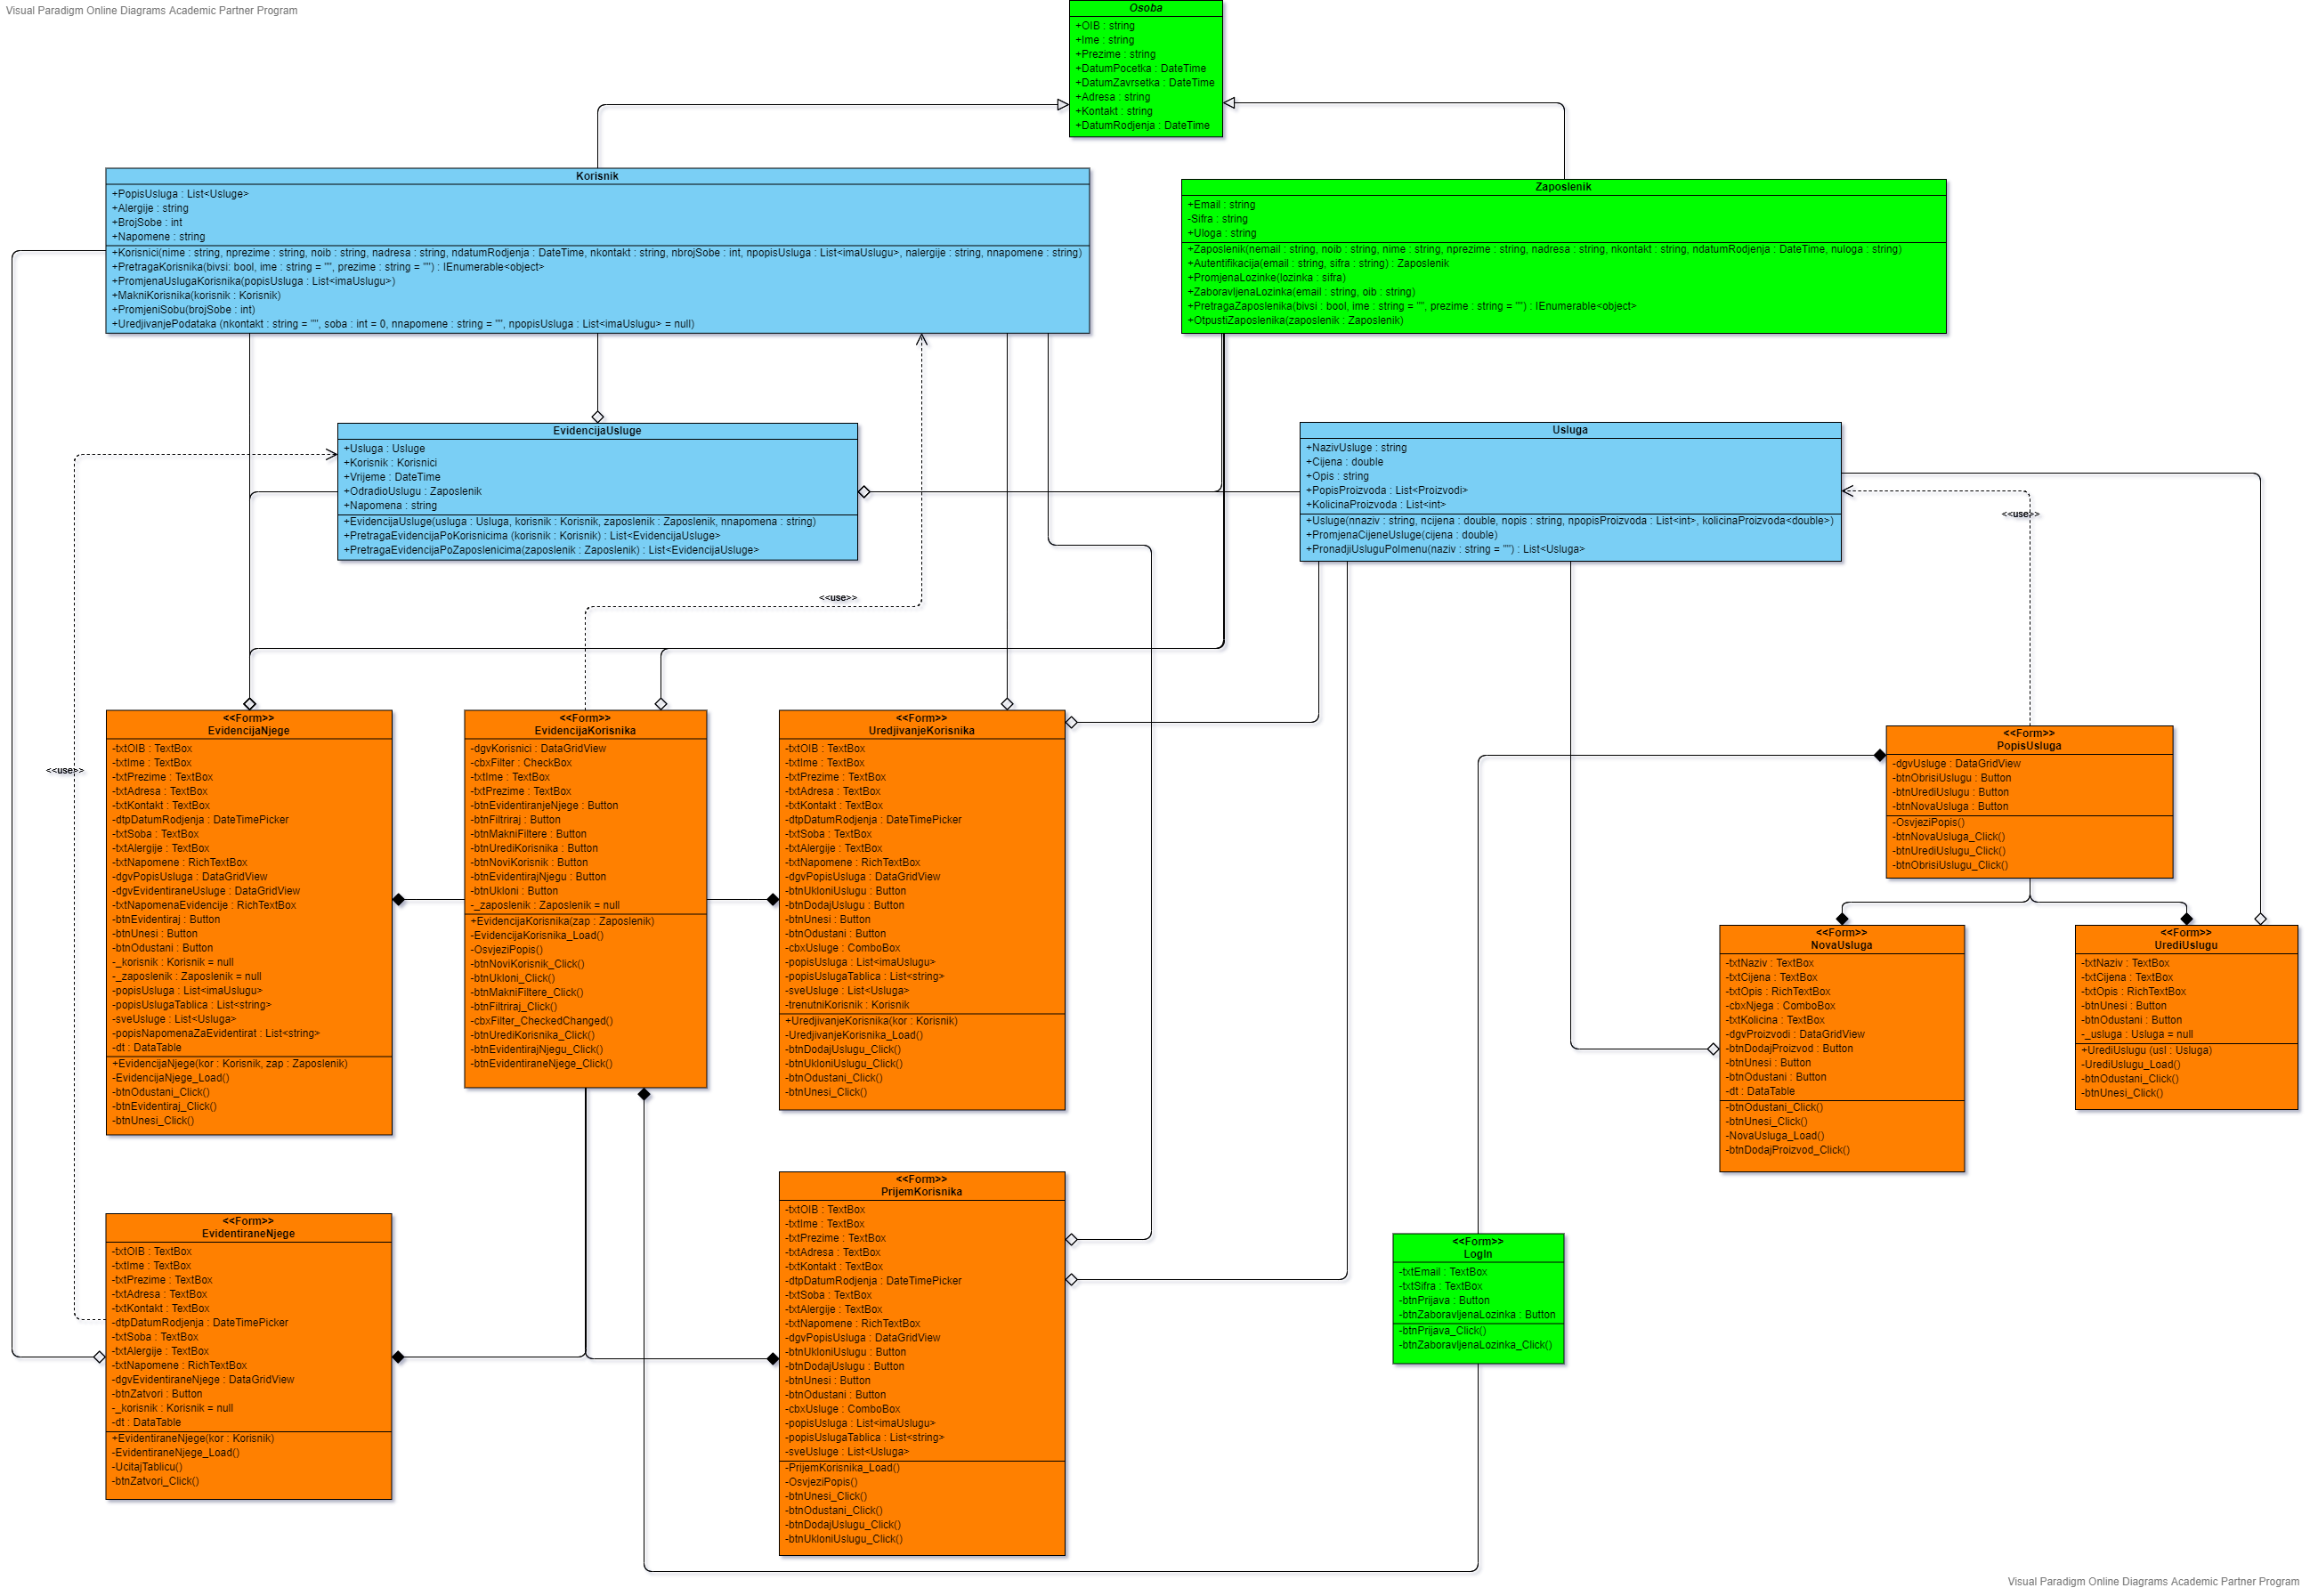 Visual Paradigm Online Diagrams Academic Partner Program
Osoba
+OIB : string
+Ime : string
+Prezime : string
+DatumPocetka : DateTime
+DatumZavrsetka : DateTime
+Adresa : string
+Kontakt : string
+DatumRodjenja : DateTime
Korisnik
+PopisUsluga : List<Usluge>
+Alergije : string
+BrojSobe : int
+Napomene : string
+Korisnici(nime : string, nprezime : string, noib : string, nadresa : string, ndatumRodjenja : DateTime, nkontakt : string, nbrojSobe : int, npopisUsluga : List<imaUslugu>, nalergije : string, nnapomene : string)
+PretragaKorisnika(bivsi: bool, ime : string = "", prezime : string = "") : IEnumerable<object>
+PromjenaUslugaKorisnika(popisUsluga : List<imaUslugu>)
+MakniKorisnika(korisnik : Korisnik)
+PromjeniSobu(brojSobe : int)
+UredjivanjePodataka (nkontakt : string = "", soba : int = 0, nnapomene : string = "", npopisUsluga : List<imaUslugu> = null)
Zaposlenik
+Email : string
-Sifra : string
+Uloga : string
+Zaposlenik(nemail : string, noib : string, nime : string, nprezime : string, nadresa : string, nkontakt : string, ndatumRodjenja : DateTime, nuloga : string)
+Autentifikacija(email : string, sifra : string) : Zaposlenik
+PromjenaLozinke(lozinka : sifra)
+ZaboravljenaLozinka(email : string, oib : string)
+PretragaZaposlenika(bivsi : bool, ime : string = "", prezime : string = "") : IEnumerable<object>
+OtpustiZaposlenika(zaposlenik : Zaposlenik)
EvidencijaUsluge
+Usluga : Usluge
+Korisnik : Korisnici
+Vrijeme : DateTime
+OdradioUslugu : Zaposlenik
+Napomena : string
+EvidencijaUsluge(usluga : Usluga, korisnik : Korisnik, zaposlenik : Zaposlenik, nnapomena : string)
+PretragaEvidencijaPoKorisnicima (korisnik : Korisnik) : List<EvidencijaUsluge>
+PretragaEvidencijaPoZaposlenicima(zaposlenik : Zaposlenik) : List<EvidencijaUsluge>
Usluga
+NazivUsluge : string
+Cijena : double
+Opis : string
+PopisProizvoda : List<Proizvodi>
+KolicinaProizvoda : List<int>
+Usluge(nnaziv : string, ncijena : double, nopis : string, npopisProizvoda : List<int>, kolicinaProizvoda<double>)
+PromjenaCijeneUsluge(cijena : double)
+PronadjiUsluguPoImenu(naziv : string = "") : List<Usluga>
<<use>>
<<use>>
<<use>>
<<Form>>
EvidencijaNjege
-txtOIB : TextBox
-txtIme : TextBox
-txtPrezime : TextBox
-txtAdresa : TextBox
-txtKontakt : TextBox
-dtpDatumRodjenja : DateTimePicker
-txtSoba : TextBox
-txtAlergije : TextBox
-txtNapomene : RichTextBox
-dgvPopisUsluga : DataGridView
-dgvEvidentiraneUsluge : DataGridView
-txtNapomenaEvidencije : RichTextBox
-btnEvidentiraj : Button
-btnUnesi : Button
-btnOdustani : Button
-_korisnik : Korisnik = null
-_zaposlenik : Zaposlenik = null
-popisUsluga : List<imaUslugu>
-popisUslugaTablica : List<string>
-sveUsluge : List<Usluga>
-popisNapomenaZaEvidentirat : List<string>
-dt : DataTable
+EvidencijaNjege(kor : Korisnik, zap : Zaposlenik)
-EvidencijaNjege_Load()
-btnOdustani_Click()
-btnEvidentiraj_Click()
-btnUnesi_Click()
<<Form>>
EvidencijaKorisnika
-dgvKorisnici : DataGridView
-cbxFilter : CheckBox
-txtIme : TextBox
-txtPrezime : TextBox
-btnEvidentiranjeNjege : Button
-btnFiltriraj : Button
-btnMakniFiltere : Button
-btnUrediKorisnika : Button
-btnNoviKorisnik : Button
-btnEvidentirajNjegu : Button
-btnUkloni : Button
-_zaposlenik : Zaposlenik = null
+EvidencijaKorisnika(zap : Zaposlenik)
-EvidencijaKorisnika_Load()
-OsvjeziPopis()
-btnNoviKorisnik_Click()
-btnUkloni_Click()
-btnMakniFiltere_Click()
-btnFiltriraj_Click()
-cbxFilter_CheckedChanged()
-btnUrediKorisnika_Click()
-btnEvidentirajNjegu_Click()
-btnEvidentiraneNjege_Click()
<<Form>>
UredjivanjeKorisnika
-txtOIB : TextBox
-txtIme : TextBox
-txtPrezime : TextBox
-txtAdresa : TextBox
-txtKontakt : TextBox
-dtpDatumRodjenja : DateTimePicker
-txtSoba : TextBox
-txtAlergije : TextBox
-txtNapomene : RichTextBox
-dgvPopisUsluga : DataGridView
-btnUkloniUslugu : Button
-btnDodajUslugu : Button
-btnUnesi : Button
-btnOdustani : Button
-cbxUsluge : ComboBox
-popisUsluga : List<imaUslugu>
-popisUslugaTablica : List<string>
-sveUsluge : List<Usluga>
-trenutniKorisnik : Korisnik
+UredjivanjeKorisnika(kor : Korisnik)
-UredjivanjeKorisnika_Load()
-btnDodajUslugu_Click()
-btnUkloniUslugu_Click()
-btnOdustani_Click()
-btnUnesi_Click()
<<Form>>
PopisUsluga
-dgvUsluge : DataGridView
-btnObrisiUslugu : Button
-btnUrediUslugu : Button
-btnNovaUsluga : Button
-OsvjeziPopis()
-btnNovaUsluga_Click()
-btnUrediUslugu_Click()
-btnObrisiUslugu_Click()
<<Form>>
NovaUsluga
-txtNaziv : TextBox
-txtCijena : TextBox
-txtOpis : RichTextBox
-cbxNjega : ComboBox
-txtKolicina : TextBox
-dgvProizvodi : DataGridView
-btnDodajProizvod : Button
-btnUnesi : Button
-btnOdustani : Button
-dt : DataTable
-btnOdustani_Click()
-btnUnesi_Click()
-NovaUsluga_Load()
-btnDodajProizvod_Click()
<<Form>>
UrediUslugu
-txtNaziv : TextBox
-txtCijena : TextBox
-txtOpis : RichTextBox
-btnUnesi : Button
-btnOdustani : Button
-_usluga : Usluga = null
+UrediUslugu (usl : Usluga)
-UrediUslugu_Load()
-btnOdustani_Click()
-btnUnesi_Click()
<<Form>>
EvidentiraneNjege
-txtOIB : TextBox
-txtIme : TextBox
-txtPrezime : TextBox
-txtAdresa : TextBox
-txtKontakt : TextBox
-dtpDatumRodjenja : DateTimePicker
-txtSoba : TextBox
-txtAlergije : TextBox
-txtNapomene : RichTextBox
-dgvEvidentiraneNjege : DataGridView
-btnZatvori : Button
-_korisnik : Korisnik = null
-dt : DataTable
+EvidentiraneNjege(kor : Korisnik)
-EvidentiraneNjege_Load()
-UcitajTablicu()
-btnZatvori_Click()
<<Form>>
PrijemKorisnika
-txtOIB : TextBox
-txtIme : TextBox
-txtPrezime : TextBox
-txtAdresa : TextBox
-txtKontakt : TextBox
-dtpDatumRodjenja : DateTimePicker
-txtSoba : TextBox
-txtAlergije : TextBox
-txtNapomene : RichTextBox
-dgvPopisUsluga : DataGridView
-btnUkloniUslugu : Button
-btnDodajUslugu : Button
-btnUnesi : Button
-btnOdustani : Button
-cbxUsluge : ComboBox
-popisUsluga : List<imaUslugu>
-popisUslugaTablica : List<string>
-sveUsluge : List<Usluga>
-PrijemKorisnika_Load()
-OsvjeziPopis()
-btnUnesi_Click()
-btnOdustani_Click()
-btnDodajUslugu_Click()
-btnUkloniUslugu_Click()
<<Form>>
LogIn
-txtEmail : TextBox
-txtSifra : TextBox
-btnPrijava : Button
-btnZaboravljenaLozinka : Button
-btnPrijava_Click()
-btnZaboravljenaLozinka_Click()
Visual Paradigm Online Diagrams Academic Partner Program